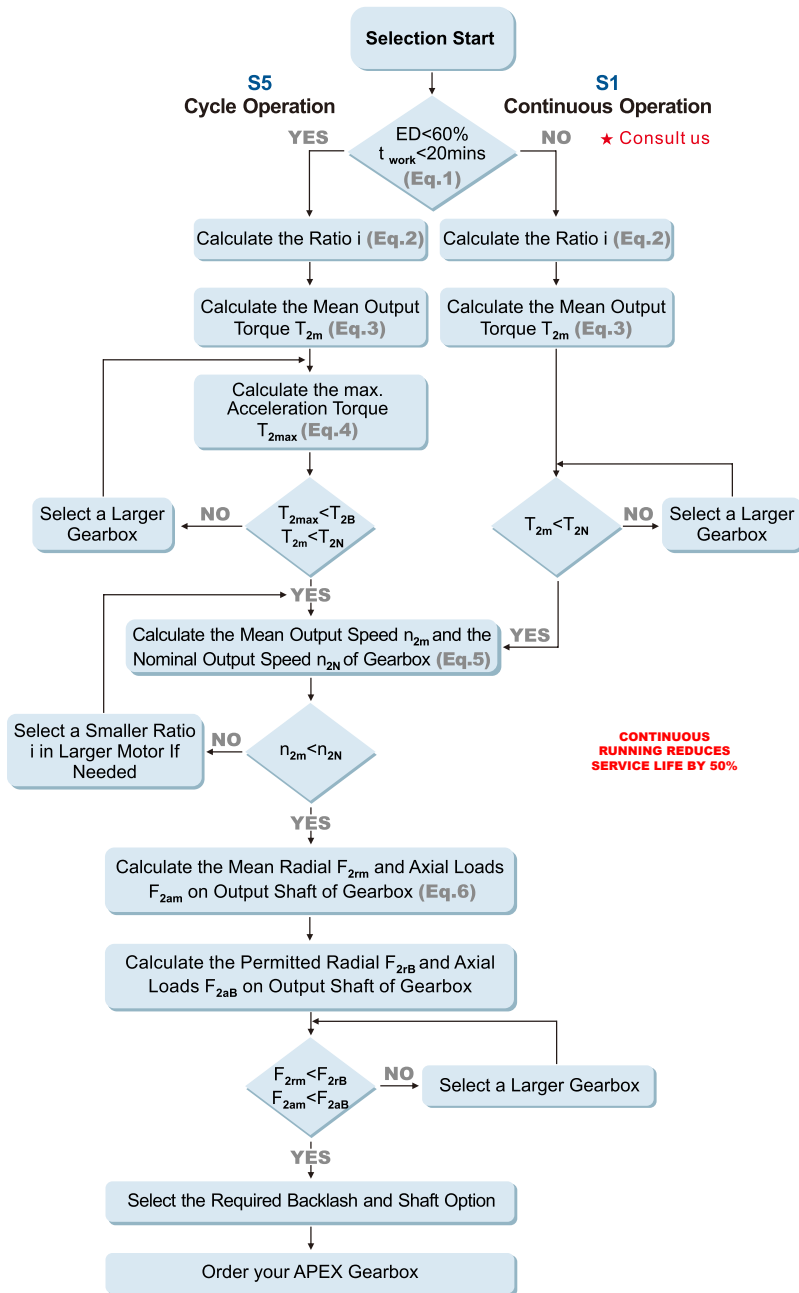 Selection Start
S5
Cycle Operation
S1
Continuous Operation
★ Consult us
ED<60%
t work<20mins
(Eq.1)
YES
NO
Calculate the Ratio i (Eq.2)
Calculate the Ratio i (Eq.2)
Calculate the Mean Output
Torque T2m (Eq.3)
Calculate the Mean Output
Torque T2m (Eq.3)
Calculate the max.
Acceleration Torque
T2max (Eq.4)
T2max<T2B
T2m<T2N
NO
Select a Larger
Gearbox
T2m<T2N
NO
Select a Larger
Gearbox
YES
YES
Calculate the Mean Output Speed n2m and the
Nominal Output Speed n2N of Gearbox (Eq.5)
n2m<n2N
NO
Select a Smaller Ratio
i in Larger Motor If
Needed
CONTINUOUS
RUNNING REDUCES
SERVICE LIFE BY 50%
YES
Calculate the Mean Radial F2rm and Axial Loads
F2am on Output Shaft of Gearbox (Eq.6)
Calculate the Permitted Radial F2rB and Axial
Loads F2aB on Output Shaft of Gearbox
F2rm<F2rB
F2am<F2aB
NO
Select a Larger Gearbox
YES
Select the Required Backlash and Shaft Option
Order your APEX Gearbox